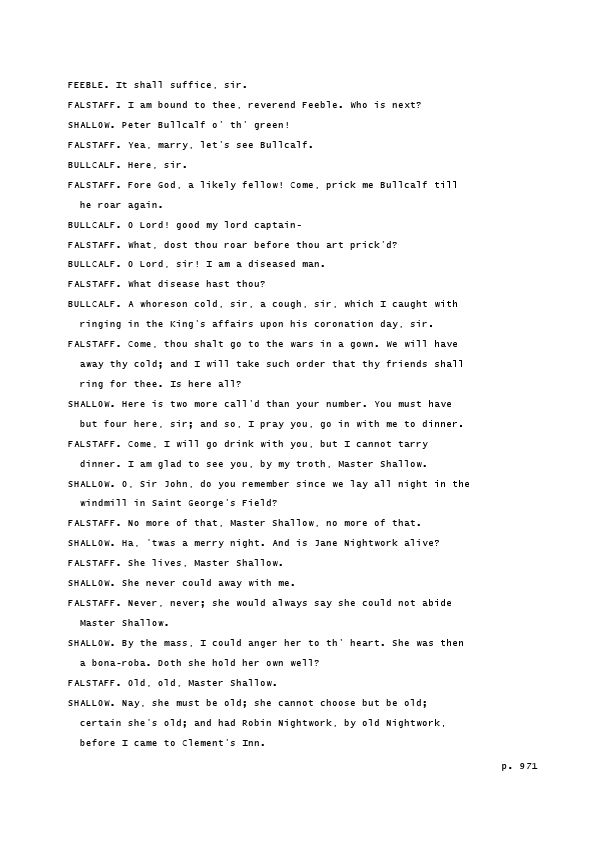 FEEBLE. It shall suffice, sir.
FALSTAFF. I am bound to thee, reverend Feeble. Who is next?
SHALLOW. Peter Bullcalf o' th' green!
FALSTAFF. Yea, marry, let's see Bullcalf.
BULLCALF. Here, sir.
FALSTAFF. Fore God, a likely fellow! Come, prick me Bullcalf till
he roar again.
BULLCALF. O Lord! good my lord captain-
FALSTAFF. What, dost thou roar before thou art prick'd?
BULLCALF. O Lord, sir! I am a diseased man.
FALSTAFF. What disease hast thou?
BULLCALF. A whoreson cold, sir, a cough, sir, which I caught with
ringing in the King's affairs upon his coronation day, sir.
FALSTAFF. Come, thou shalt go to the wars in a gown. We will have
away thy cold; and I will take such order that thy friends shall
ring for thee. Is here all?
SHALLOW. Here is two more call'd than your number. You must have
but four here, sir; and so, I pray you, go in with me to dinner.
FALSTAFF. Come, I will go drink with you, but I cannot tarry
dinner. I am glad to see you, by my troth, Master Shallow.
SHALLOW. O, Sir John, do you remember since we lay all night in the
windmill in Saint George's Field?
FALSTAFF. No more of that, Master Shallow, no more of that.
SHALLOW. Ha, 'twas a merry night. And is Jane Nightwork alive?
FALSTAFF. She lives, Master Shallow.
SHALLOW. She never could away with me.
FALSTAFF. Never, never; she would always say she could not abide
Master Shallow.
SHALLOW. By the mass, I could anger her to th' heart. She was then
a bona-roba. Doth she hold her own well?
FALSTAFF. Old, old, Master Shallow.
SHALLOW. Nay, she must be old; she cannot choose but be old;
certain she's old; and had Robin Nightwork, by old Nightwork,
before I came to Clement's Inn.
p. 971